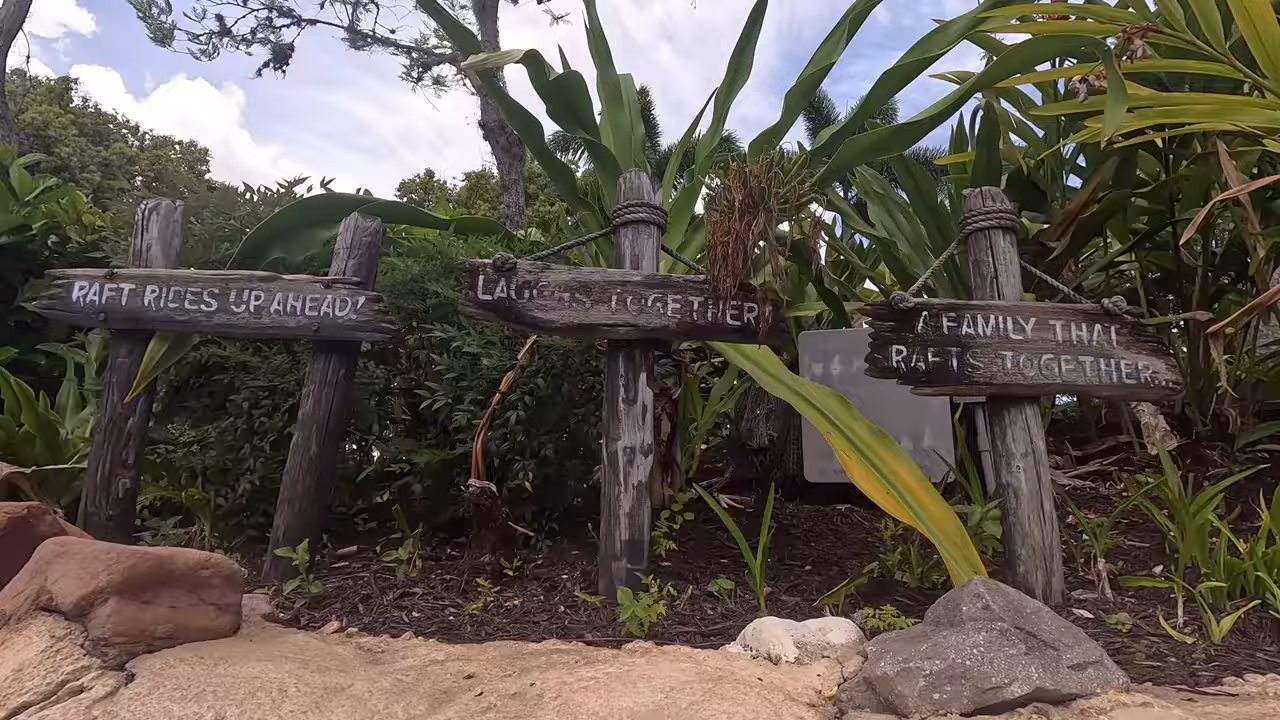 RAFT RIDES UP AHEAD!
LAUGHS TOGETHER!
A FAMILY THAT
RAFTS TOGETHER...